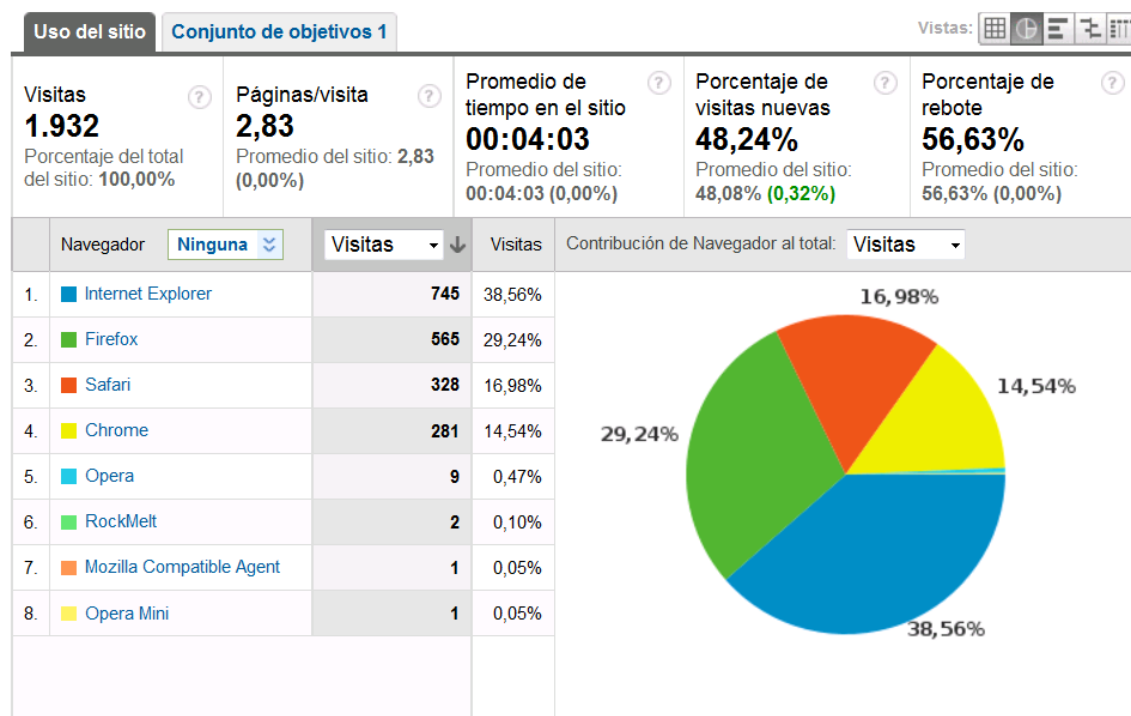 Uso del sitio
Conjunto de objetivos 1
Vistas:
Visitas
1.932
Porcentaje del total
del sitio: 100,00%
Páginas/visita
2,83
Promedio del sitio: 2,83
(0,00%)
Promedio de
tiempo en el sitio
00:04:03
Promedio del sitio:
00:04:03 (0,00%)
Porcentaje de
visitas nuevas
48,24%
Promedio del sitio:
48,08% (0,32%)
Porcentaje de
rebote
56,63%
Promedio del sitio:
56,63% (0,00%)
Navegador Ninguna Visitas Visitas Contribución de Navegador al total: Visitas
1. Internet Explorer 745 38,56%
2. Firefox 565 29,24%
3. Safari 328 16,98%
4. Chrome 281 14,54%
5. Opera 9 0,47%
6. RockMelt 2 0,10%
7. Mozilla Compatible Agent 1 0,05%
8. Opera Mini 1 0,05%
16,98%
14,54%
29,24%
38,56%